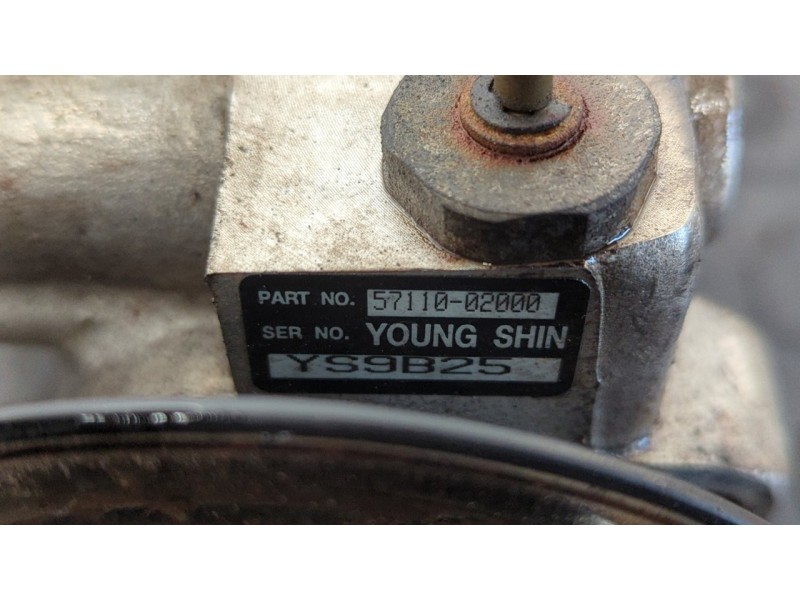 PART NO. 57110-02000
SER NO. YOUNG SHIN
YS9B25